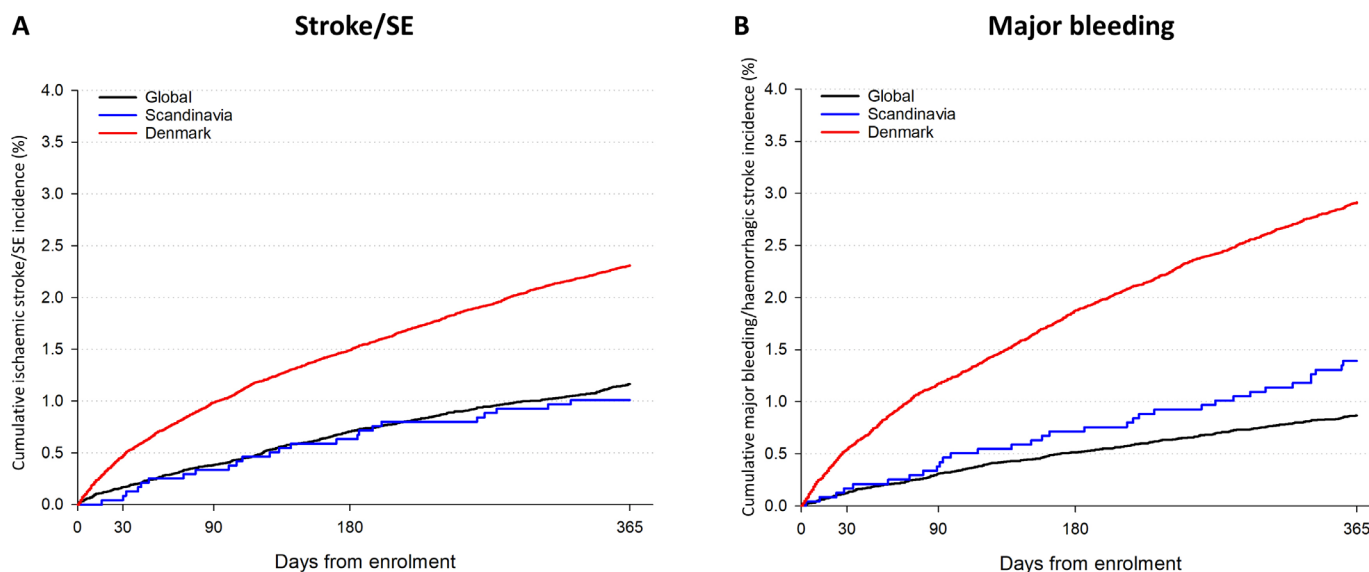 A
Stroke/SE
Cumulative ischaemic stroke/SE incidence (%)
4.0
3.5
3.0
2.5
2.0
1.5
1.0
0.5
0.0
Global
Scandinavia
Denmark
0 30 90 180 365
Days from enrolment
B
Major bleeding
Cumulative major bleeding/haemorrhagic stroke incidence (%)
4.0
3.5
3.0
2.5
2.0
1.5
1.0
0.5
0.0
Global
Scandinavia
Denmark
0 30 90 180 365
Days from enrolment